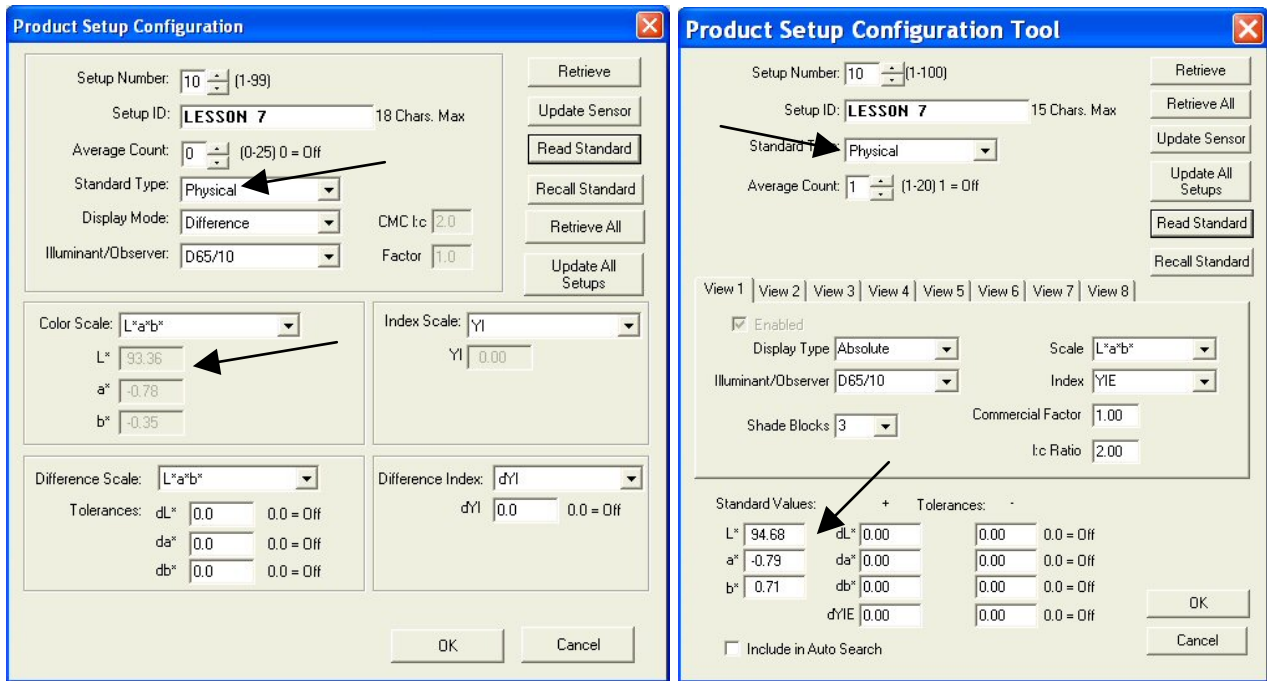 Product Setup Configuration
Setup Number: 10 (1-99)
Retrieve
Setup ID: LESSON 7 18 Chars. Max
Update Sensor
Average Count: 0 (0-25) 0 = Off
Read Standard
Standard Type: Physical
Recall Standard
Display Mode: Difference CMC l:c 2.0
Retrieve All
Illuminant/Observer: D65/10 Factor 1.0
Update All
Setups
Color Scale: L*a*b*
L* 93.36
a* -0.78
b* -0.35
Index Scale: YI
YI 0.00
Difference Scale: L*a*b*
Tolerances: dL* 0.0 0.0 = Off
da* 0.0 0.0 = Off
db* 0.0 0.0 = Off
Difference Index: dYI
dYI 0.0 0.0 = Off
OK Cancel
Product Setup Configuration Tool
Setup Number: 10 (1-100)
Retrieve
Setup ID: LESSON 7 15 Chars. Max
Retrieve All
Standard Physical
Update Sensor
Average Count: 1 (1-20) 1 = Off
Update All
Setups
Read Standard
Recall Standard
View 1 View 2 View 3 View 4 View 5 View 6 View 7 View 8
Enabled
Display Type Absolute Scale L*a*b*
Illuminant/Observer D65/10 Index YIE
Shade Blocks 3 Commercial Factor 1.00
l:c Ratio 2.00
Standard Values: + Tolerances: -
L* 94.68 dL* 0.00 0.00 0.0 = Off
a* -0.79 da* 0.00 0.00 0.0 = Off
b* 0.71 db* 0.00 0.00 0.0 = Off
dYIE 0.00 0.00 0.0 = Off
OK
Include in Auto Search
Cancel